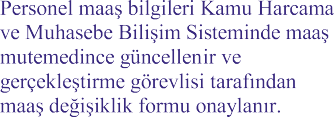 Personel maaş bilgileri Kamu Harcama
ve Muhasebe Bilişim Sisteminde maaş
mutemedince güncellenir ve
gerçekleştirme görevlisi tarafından
maaş değişiklik formu onaylanır.